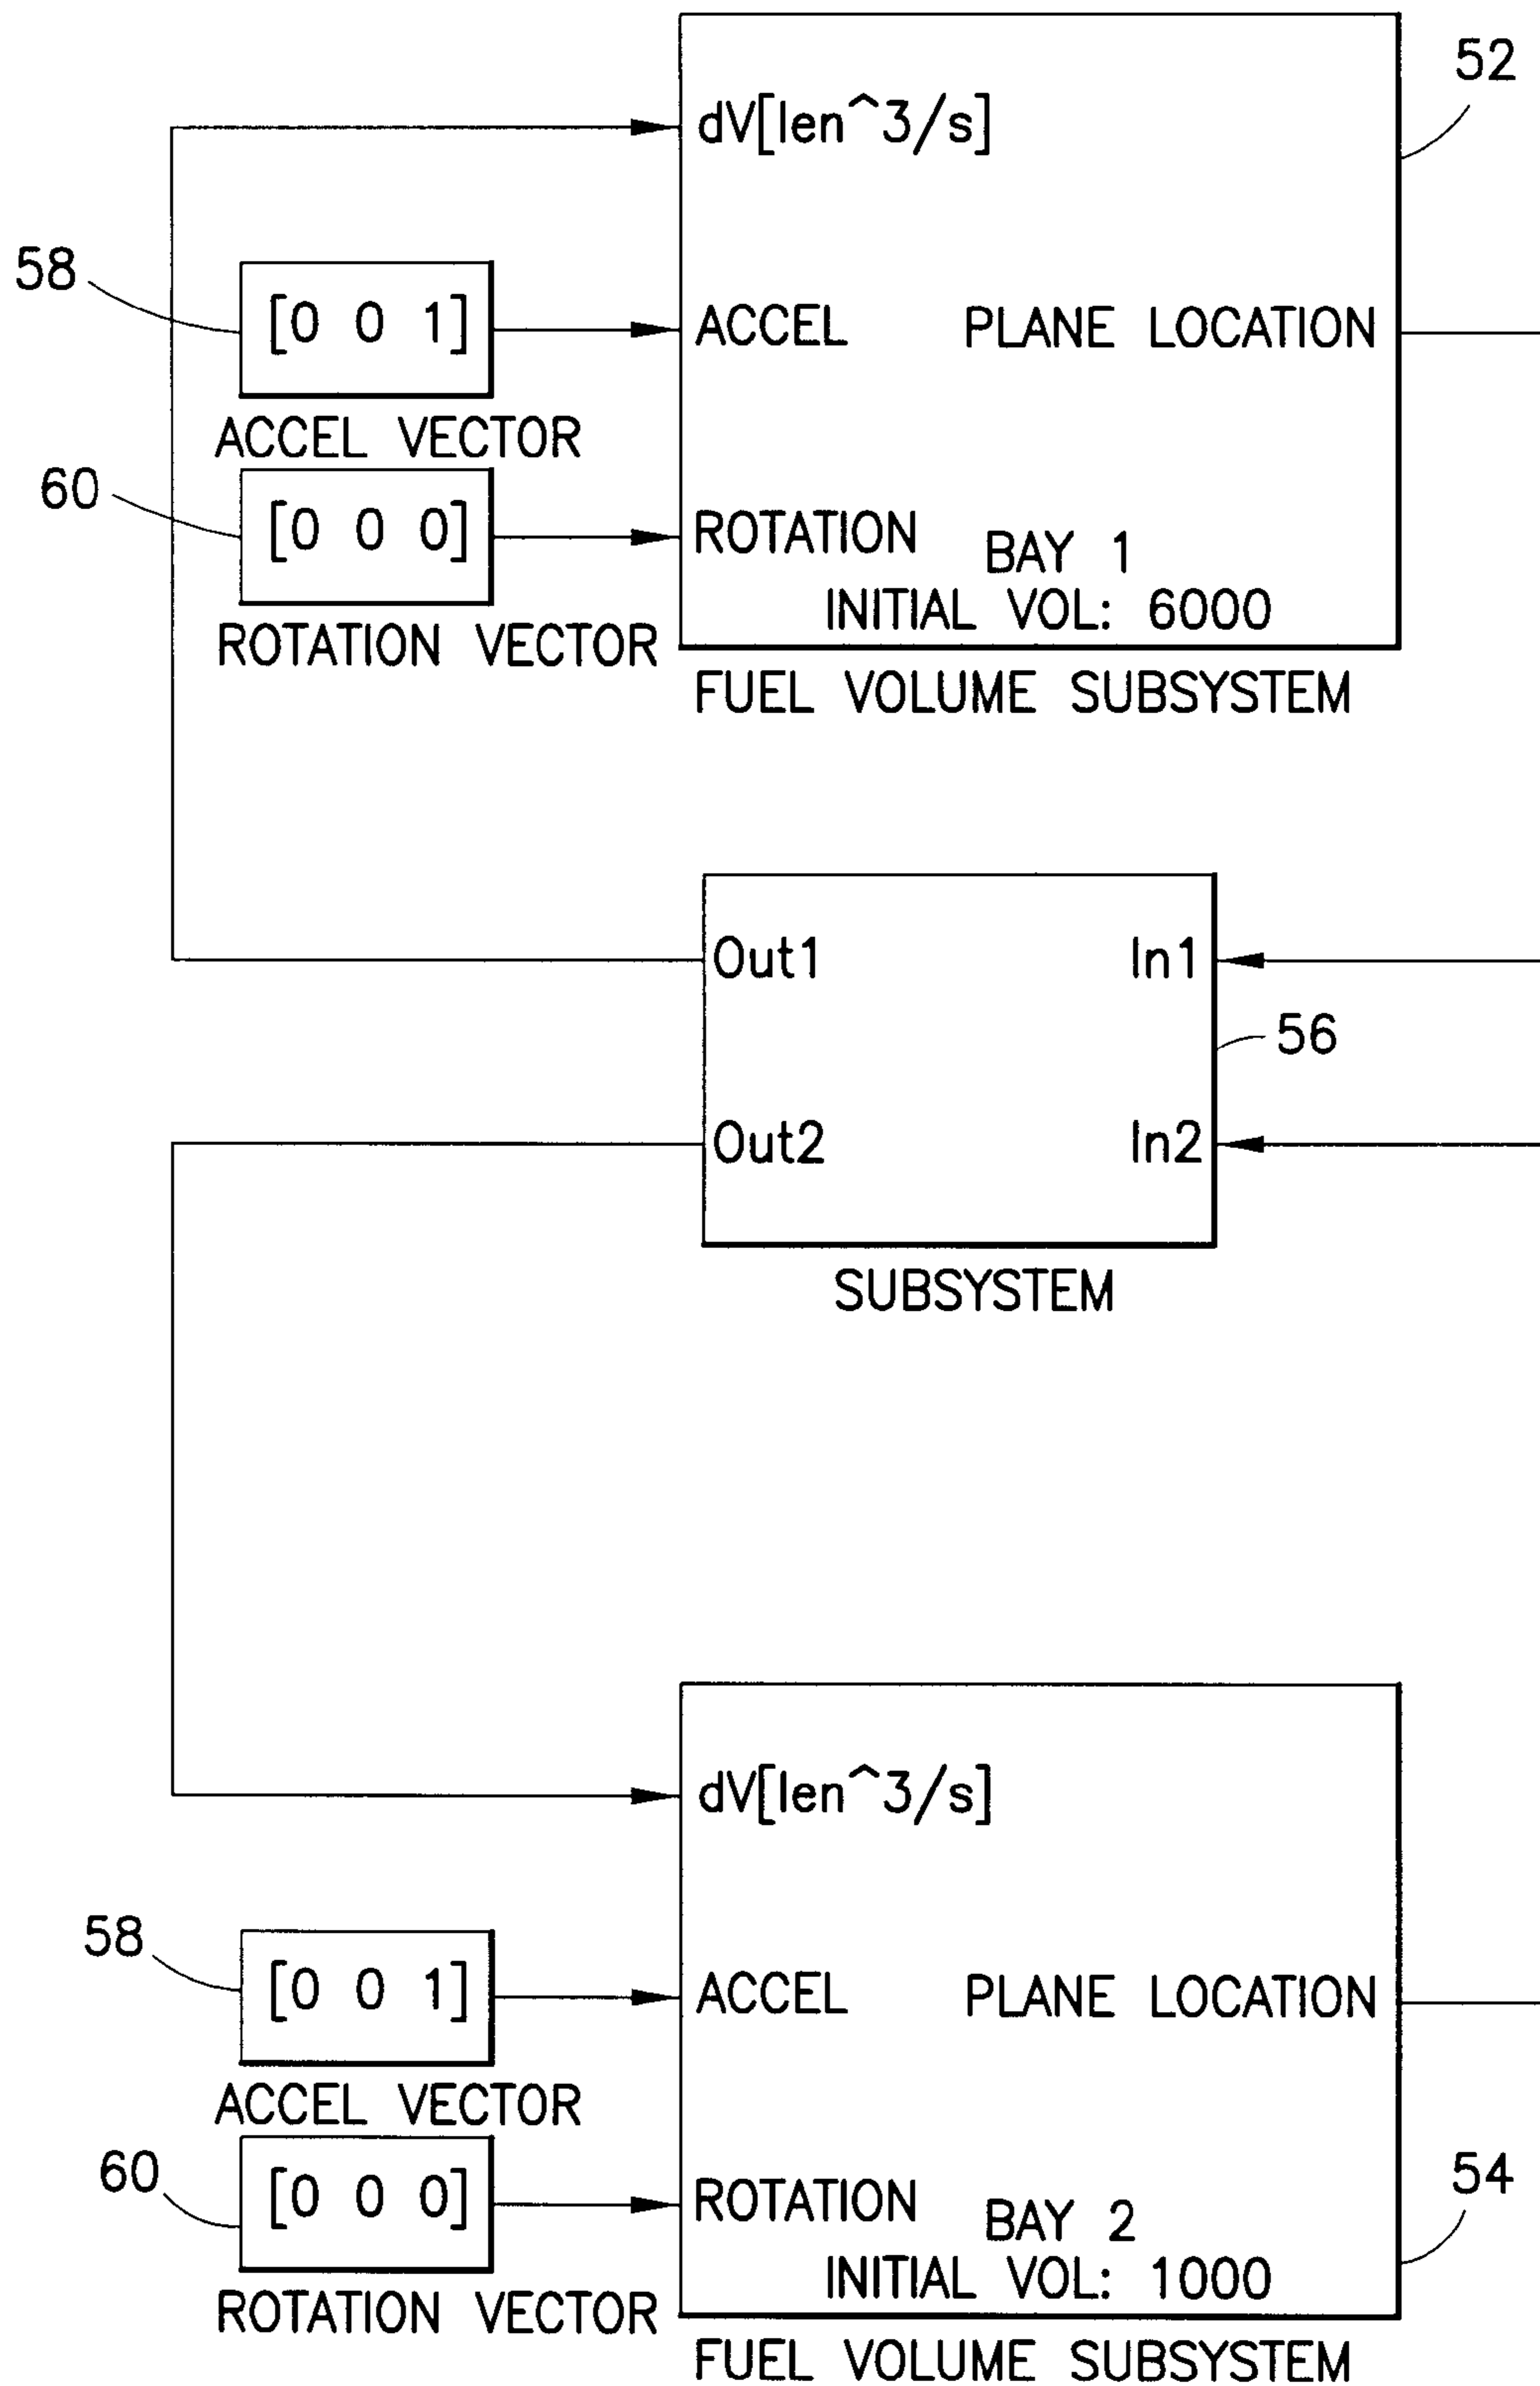 52
dV[len^3/s]
58
[0 0 1]
ACCEL PLANE LOCATION
ACCEL VECTOR
60
[0 0 0]
ROTATION
BAY 1
INITIAL VOL: 6000
ROTATION VECTOR
FUEL VOLUME SUBSYSTEM
Out1 In1
56
Out2 In2
SUBSYSTEM
dV[len^3/s]
58
[0 0 1]
ACCEL PLANE LOCATION
ACCEL VECTOR
60
[0 0 0]
ROTATION
54
BAY 2
INITIAL VOL: 1000
ROTATION VECTOR
FUEL VOLUME SUBSYSTEM